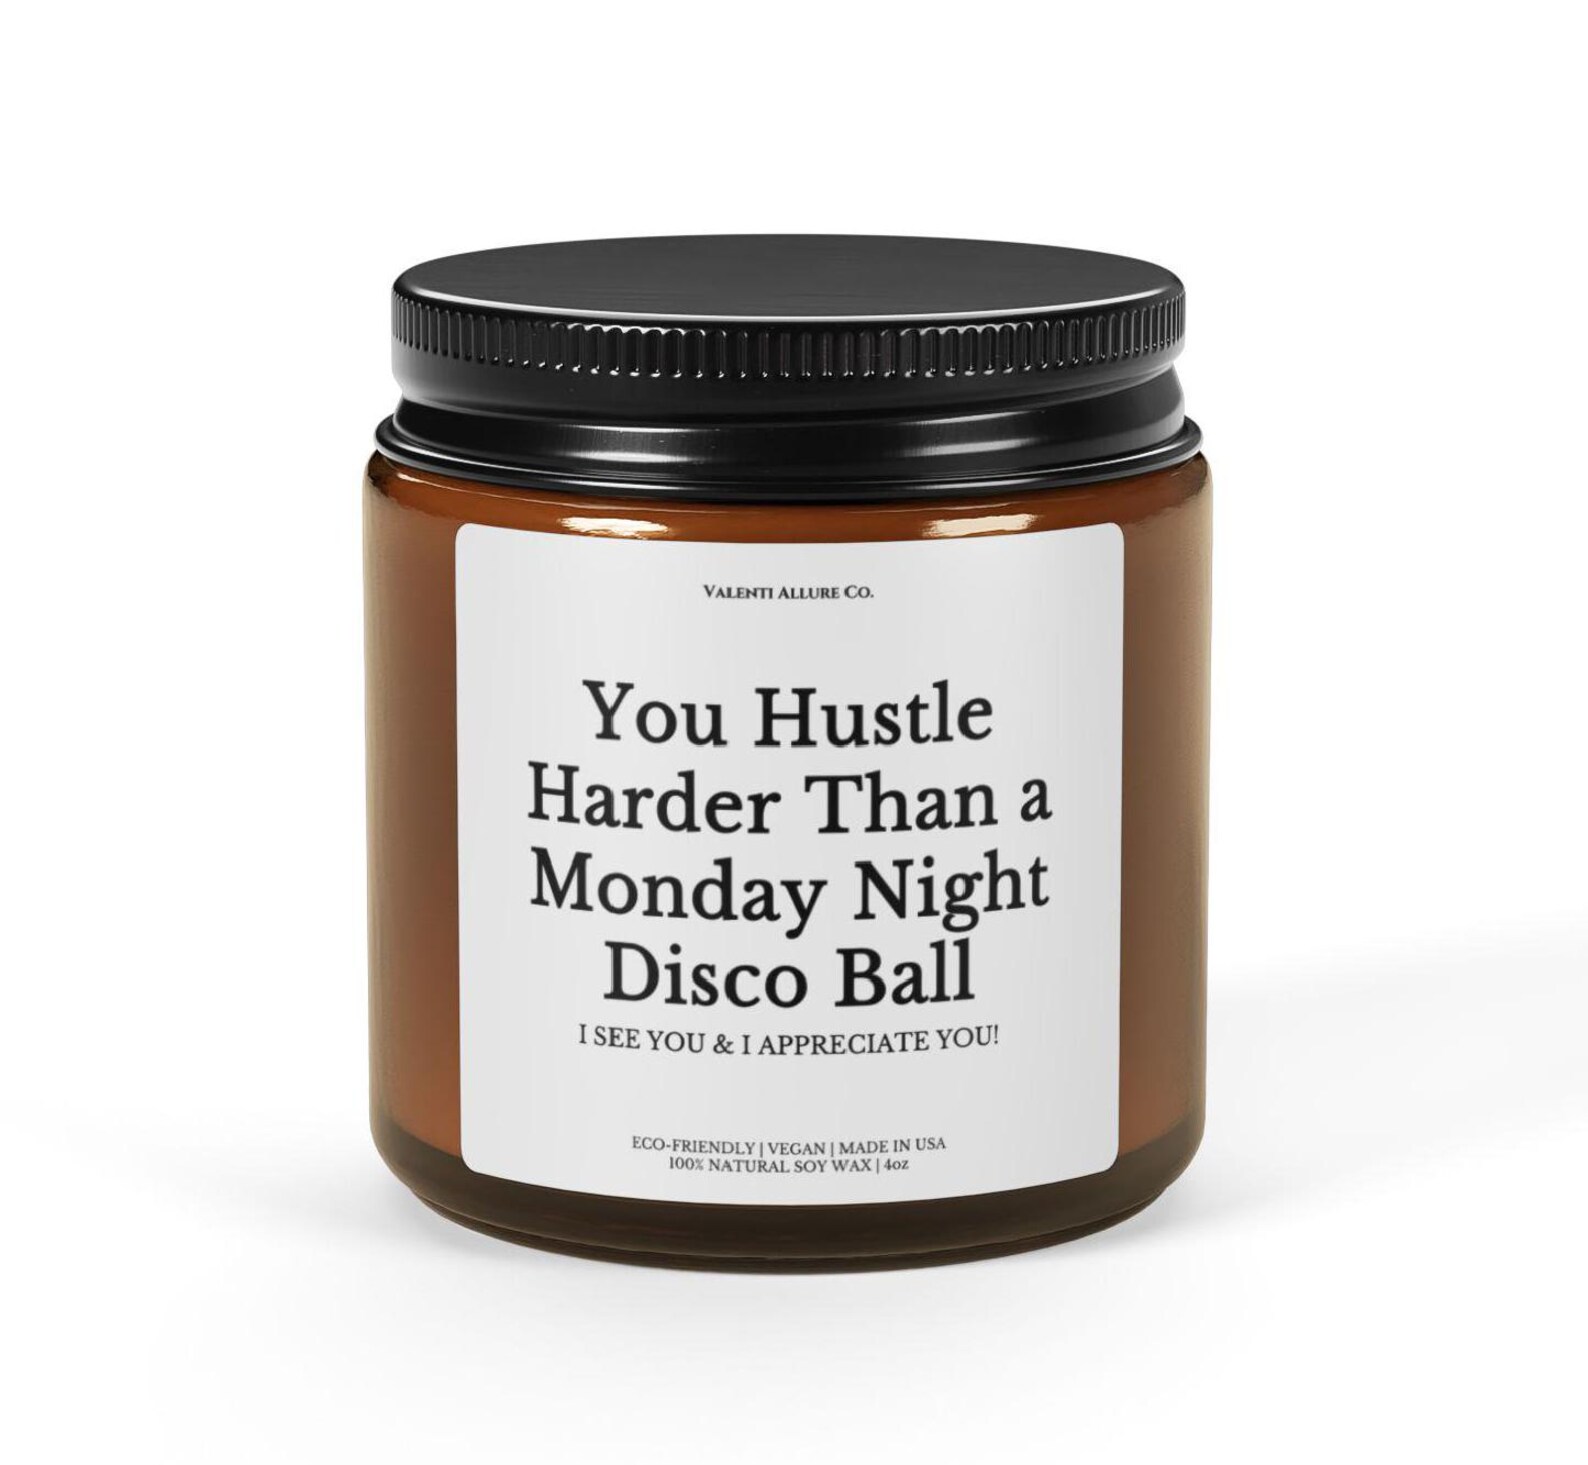 Valenti Allure Co.
You Hustle
Harder Than a
Monday Night
Disco Ball
I SEE YOU & I APPRECIATE YOU!
ECO-FRIENDLY | VEGAN | MADE IN USA
100% NATURAL SOY WAX | 4oz